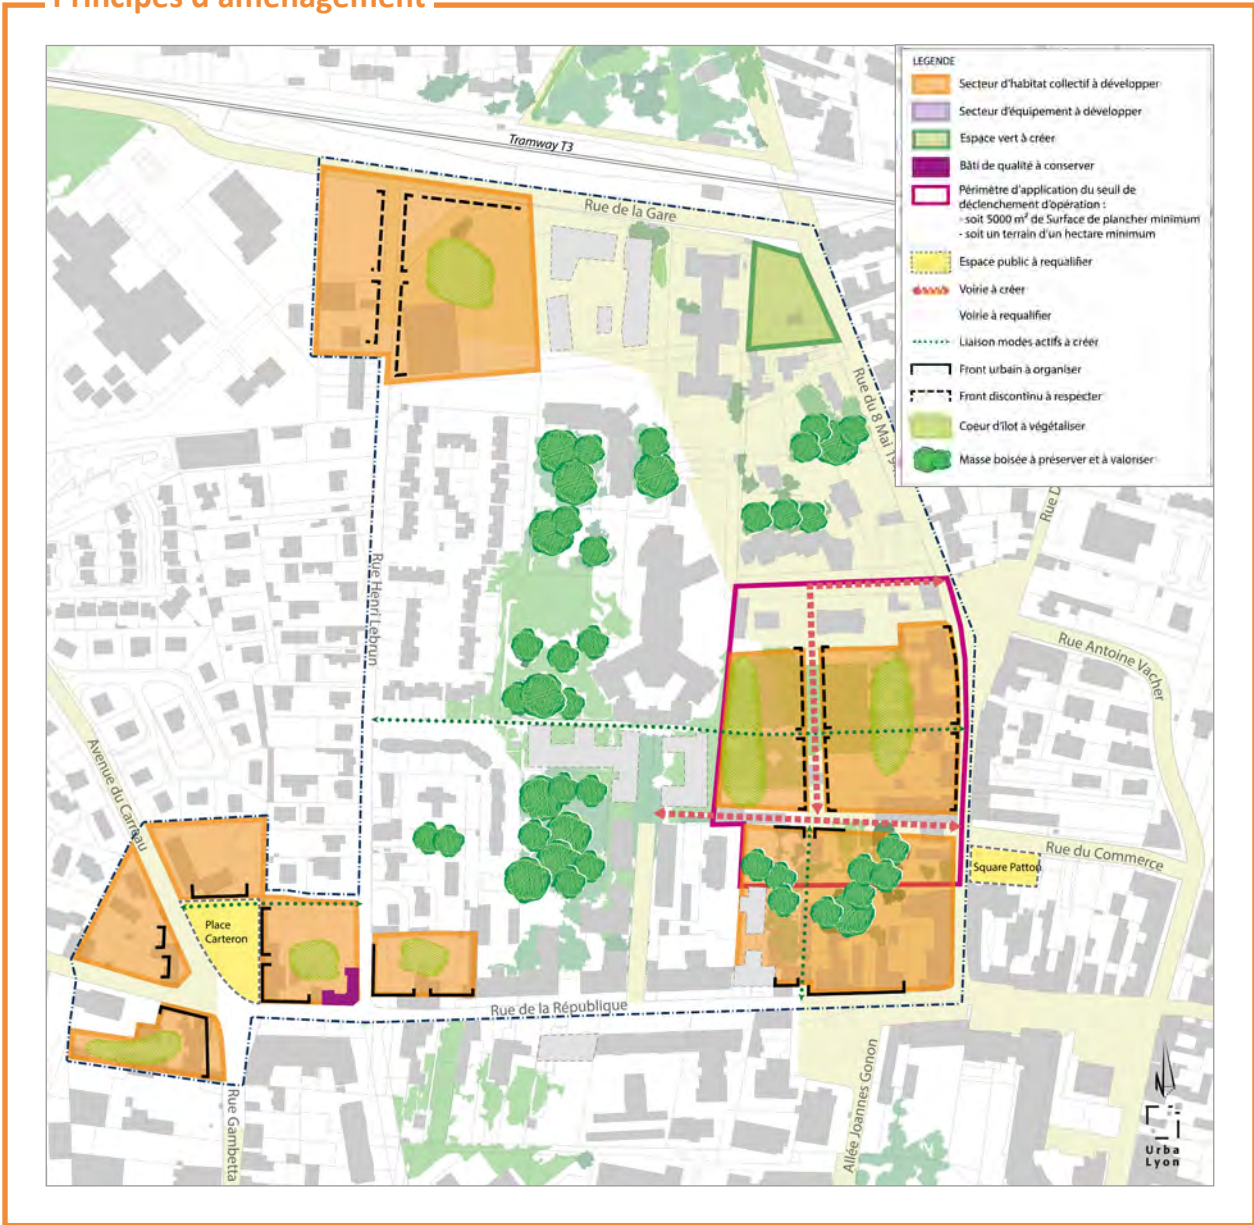 Principes d'aménagement
LEGENDE
Secteur d'habitat collectif à développer
Secteur d'équipement à développer
Espace vert à créer
Bâti de qualité à conserver
Périmètre d'application du seuil de
déclenchement d'opération :
- soit 5000 m² de Surface de plancher minimum
- soit un terrain d'un hectare minimum
Espace public à requalifier
Voirie à créer
Voirie à requalifier
Liaison modes actifs à créer
Front urbain à organiser
Front discontinu à respecter
Coeur d'îlot à végétaliser
Masse boisée à préserver et à valoriser
Tramway T3
Rue de la Gare
Rue du 8 Mai 194
Rue D
Rue Henri Lebrun
Rue Antoine Vacher
Avenue du Carreau
Rue du Commerce
Square Patton
Place
Carteron
Rue de la République
Rue Gambetta
Allée Joannes Gonon
N
Urba
Lyon